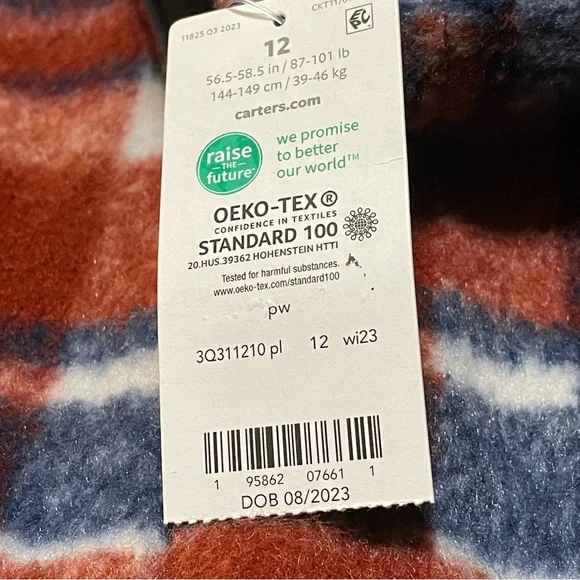 11825 Q3 2023
12
56.5-58.5 in / 87-101 lb
144-149 cm / 39-46 kg
carters.com
raise
THE
future™
we promise
to better
our world™
OEKO-TEX®
CONFIDENCE IN TEXTILES
STANDARD 100
20.HUS.39362 HOHENSTEIN HTTI
Tested for harmful substances.
www.oeko-tex.com/standard100
pw
3Q311210 pl 12 wi23
1 95862 07661 1
DOB 08/2023